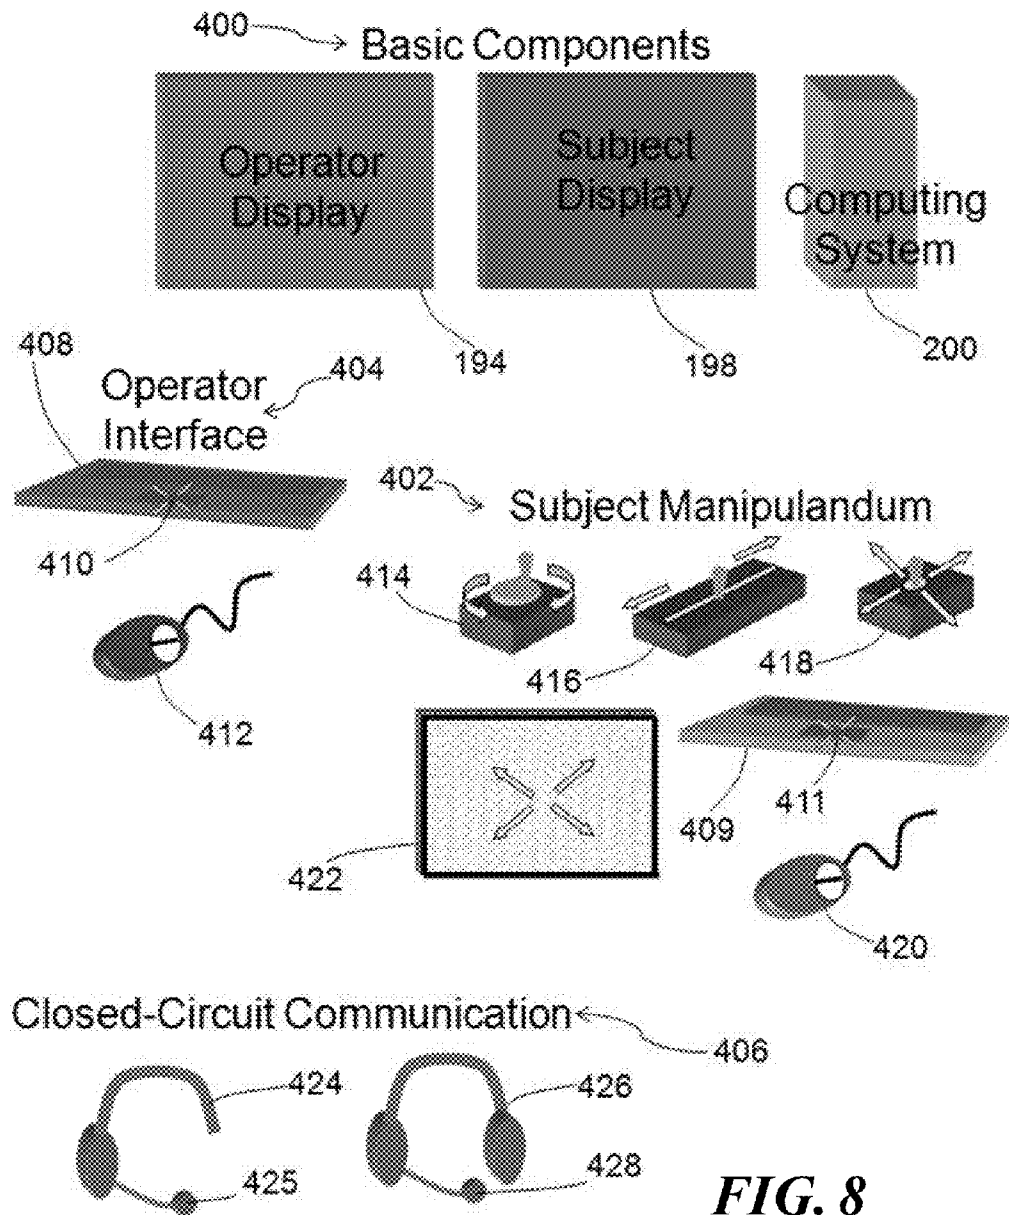 400
Basic Components
Operator
Display
Subject
Display
Computing
System
194
198
200
408
Operator
Interface
404
410
412
402
Subject Manipulandum
414
416
418
409
411
422
420
Closed-Circuit Communication
406
424
425
426
428
FIG. 8